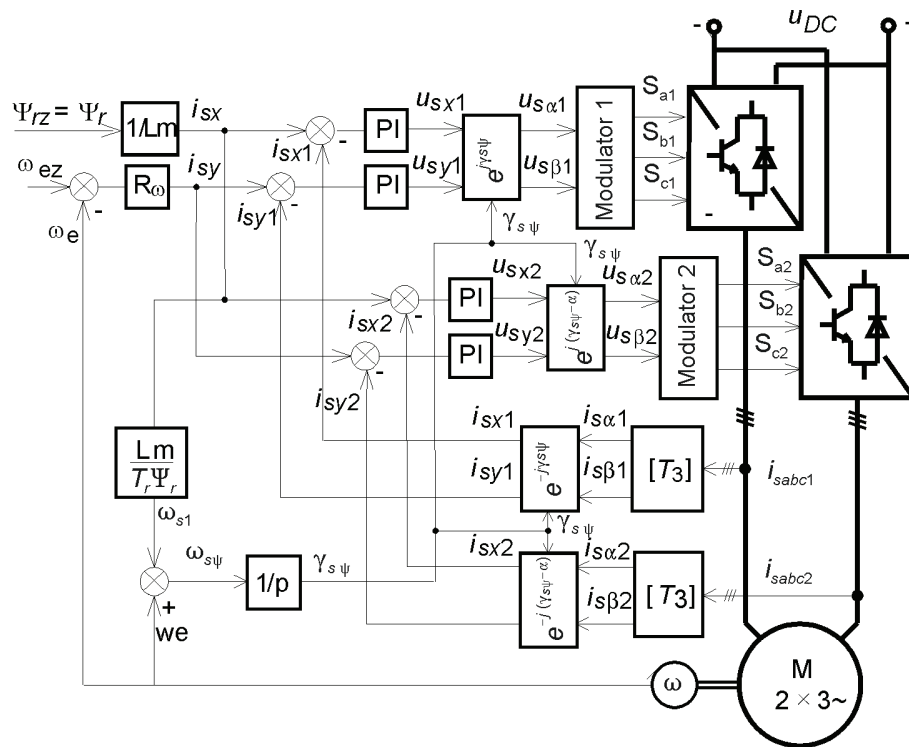 - u_DC -
Ψ_rz = Ψ_r
1/Lm
i_sx
i_sx1
-
PI
u_sx1
e^jγsψ
u_sα1
Modulator 1
S_a1
ω_ez
-
R_ω
i_sy
i_sy1
-
PI
u_sy1
u_sβ1
S_b1
S_c1
-
ω_e
γ_sψ
γ_sψ
i_sx2
-
PI
u_sx2
e^j(γsψ-α)
u_sα2
Modulator 2
S_a2
i_sy2
-
PI
u_sy2
u_sβ2
S_b2
S_c2
i_sx1
e^-jγsψ
i_sα1
[T_3]
i_sabc1
i_sy1
i_sβ1
Lm
T_rΨ_r
ω_s1
γ_sψ
i_sx2
e^-j(γsψ-α)
i_sα2
[T_3]
i_sabc2
i_sβ2
ω_sψ
1/p
γ_sψ
+
we
ω
M
2 × 3~